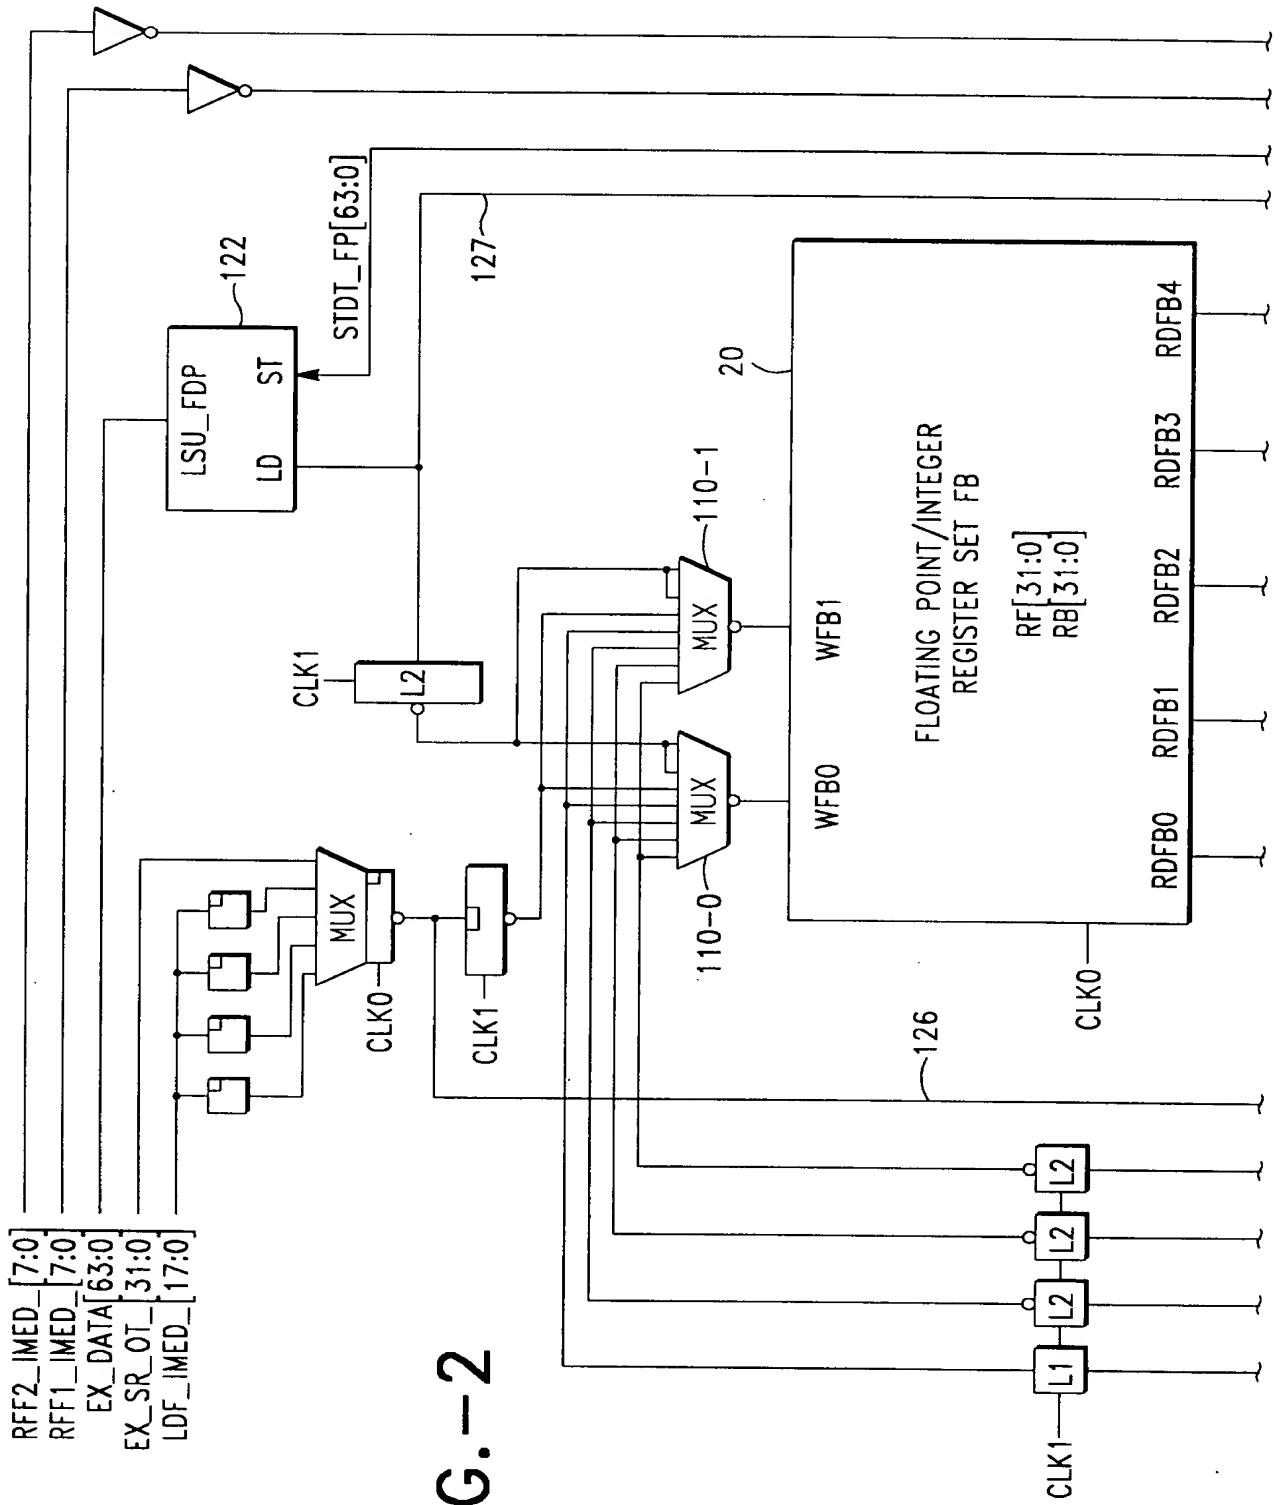 RFF2_IMED_[7:0]
RFF1_IMED_[7:0]
EX_DATA[63:0]
EX_SR_OT_[31:0]
LDF_IMED_[17:0]
LSU_FDP
LD
ST
122
STDT_FP[63:0]
127
CLK1
L2
MUX
CLK0
CLK1
MUX
110-0
MUX
110-1
20
WFB0
WFB1
FLOATING POINT/INTEGER
REGISTER SET FB
RF[31:0]
RB[31:0]
RDFB0
RDFB1
RDFB2
RDFB3
RDFB4
CLK0
126
CLK1
L1
L2
L2
L2
G.-2